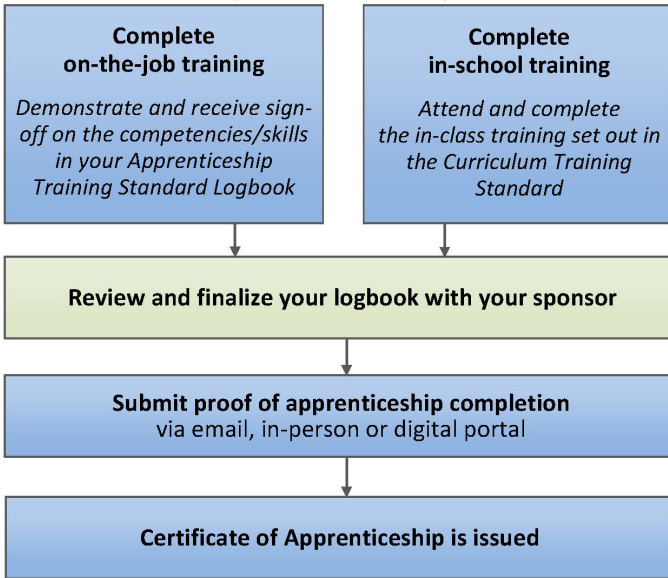 Complete
on-the-job training
Demonstrate and receive sign-
off on the competencies/skills
in your Apprenticeship
Training Standard Logbook
Complete
in-school training
Attend and complete
the in-class training set out in
the Curriculum Training
Standard
Review and finalize your logbook with your sponsor
Submit proof of apprenticeship completion
via email, in-person or digital portal
Certificate of Apprenticeship is issued